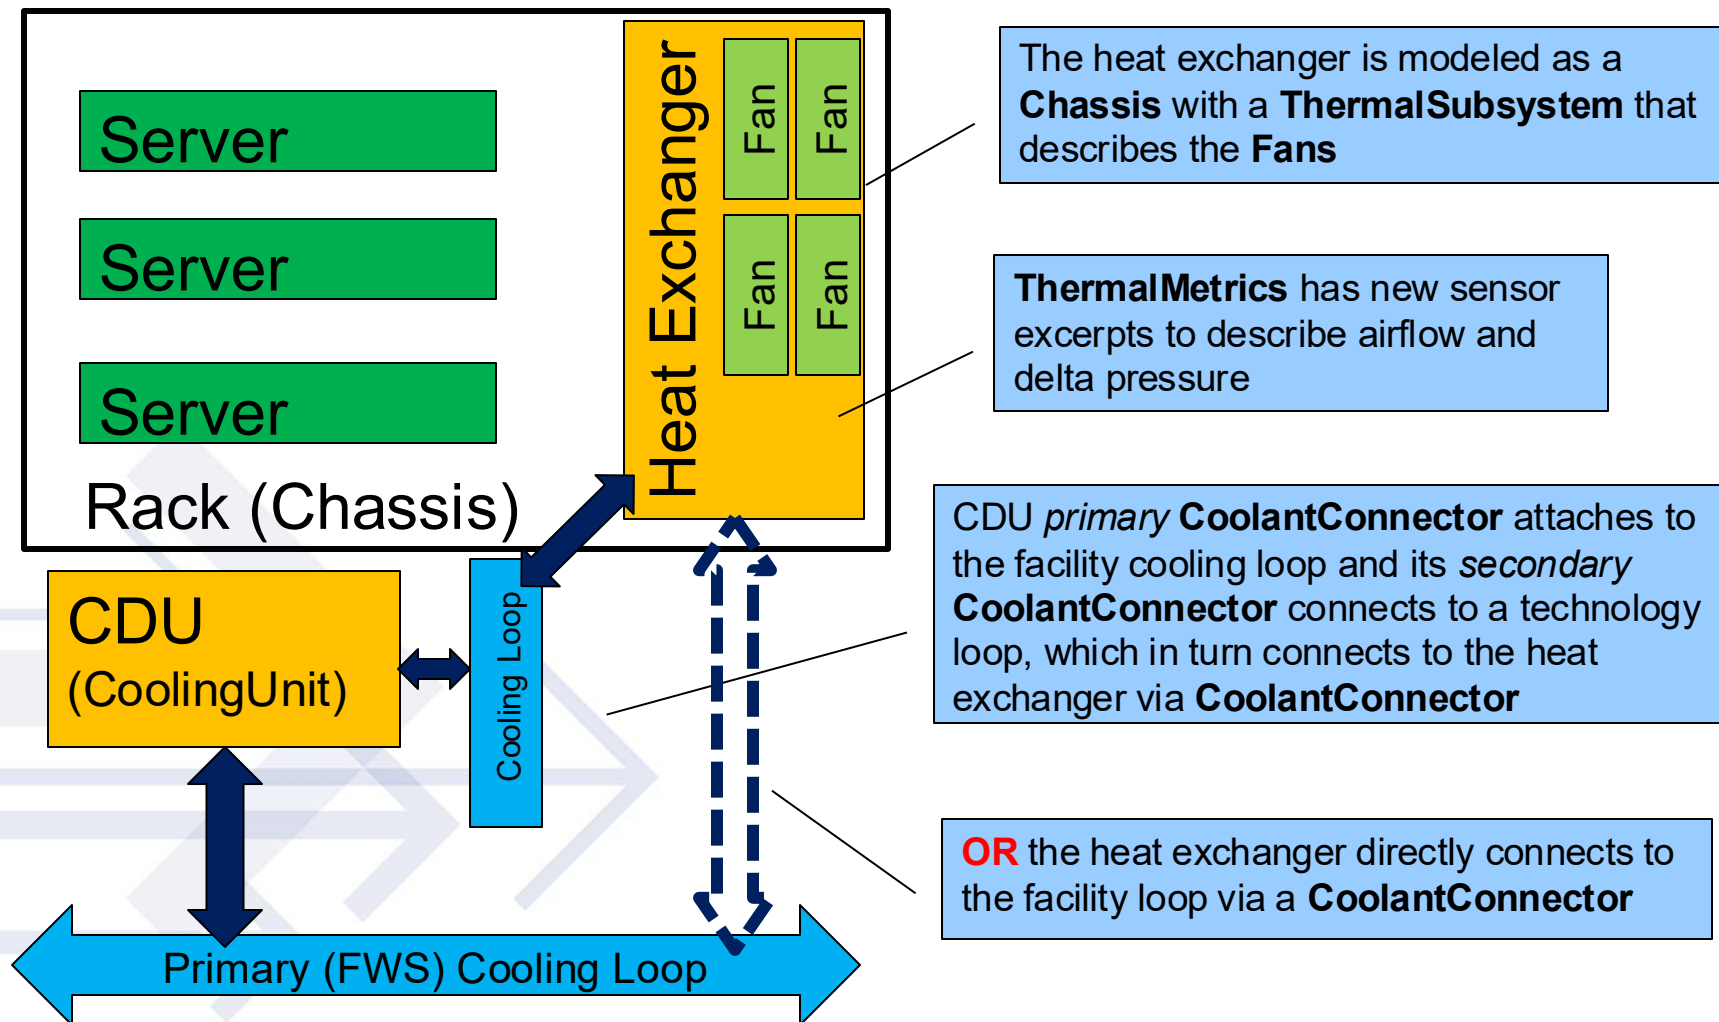 Server
Server
Server
Rack (Chassis)
Heat Exchanger
Fan
Fan
Fan
Fan
CDU
(CoolingUnit)
Cooling Loop
Primary (FWS) Cooling Loop
The heat exchanger is modeled as a
Chassis with a ThermalSubsystem that
describes the Fans
ThermalMetrics has new sensor
excerpts to describe airflow and
delta pressure
CDU primary CoolantConnector attaches to
the facility cooling loop and its secondary
CoolantConnector connects to a technology
loop, which in turn connects to the heat
exchanger via CoolantConnector
OR the heat exchanger directly connects to
the facility loop via a CoolantConnector